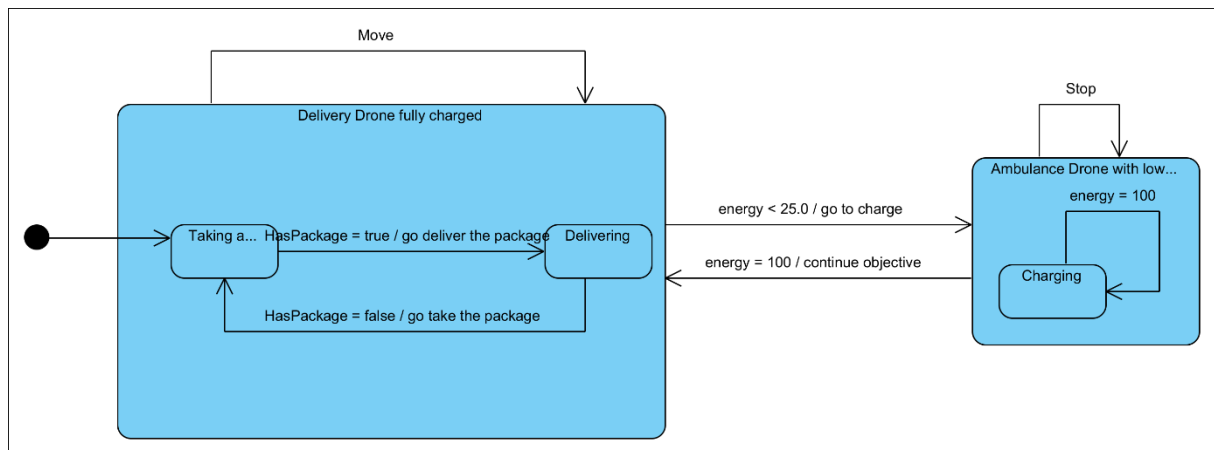 Move
Delivery Drone fully charged
Stop
Ambulance Drone with low...
energy = 100
energy < 25.0 / go to charge
Taking a...
HasPackage = true / go deliver the package
Delivering
energy = 100 / continue objective
Charging
HasPackage = false / go take the package